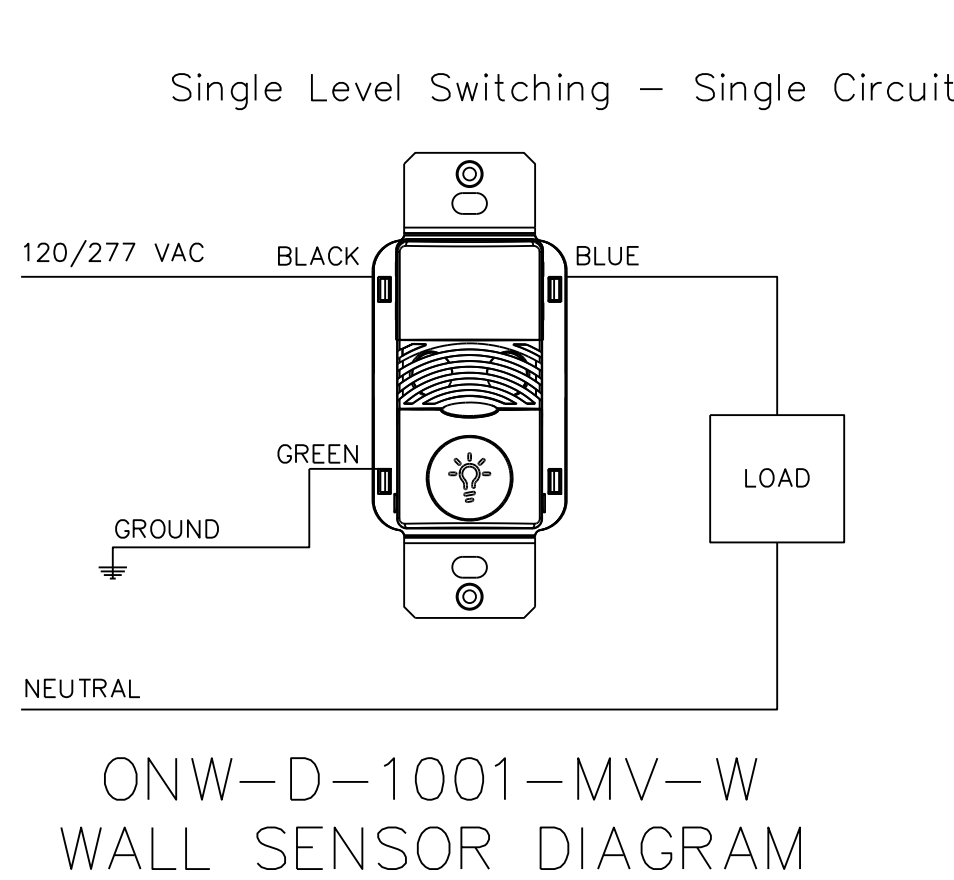 Single Level Switching - Single Circuit
120/277 VAC
BLACK
BLUE
GREEN
LOAD
GROUND
NEUTRAL
ONW-D-1001-MV-W
WALL SENSOR DIAGRAM